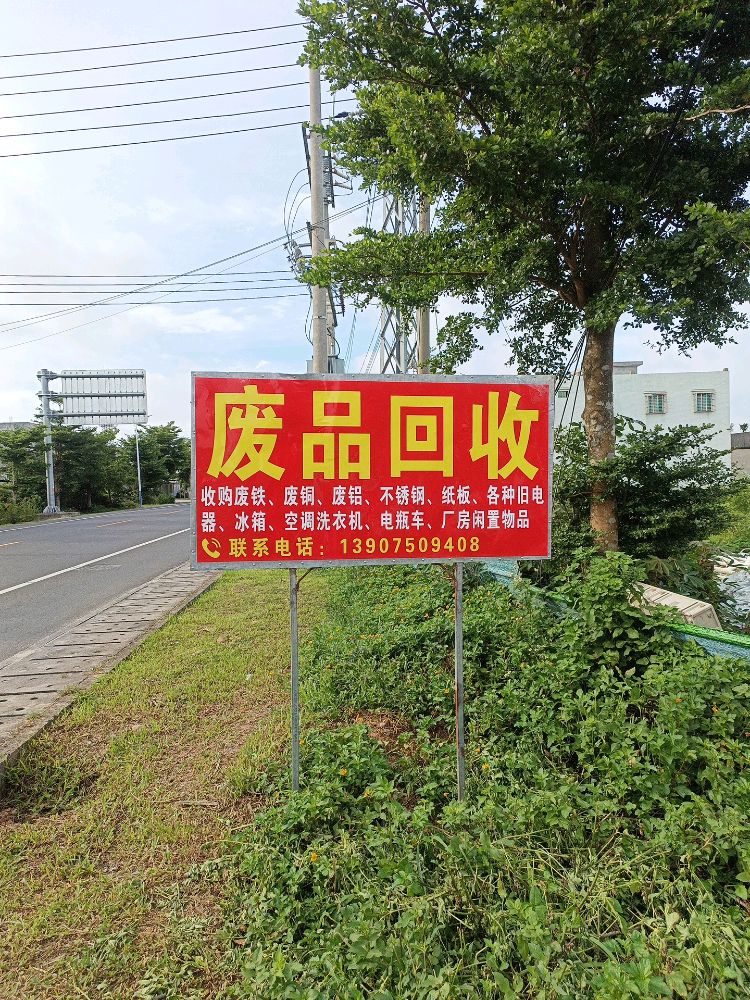 废品回收
收购废铁、废铜、废铝、不锈钢、纸板、各种旧电
器、冰箱、空调洗衣机、电瓶车、厂房闲置物品
联系电话：13907509408